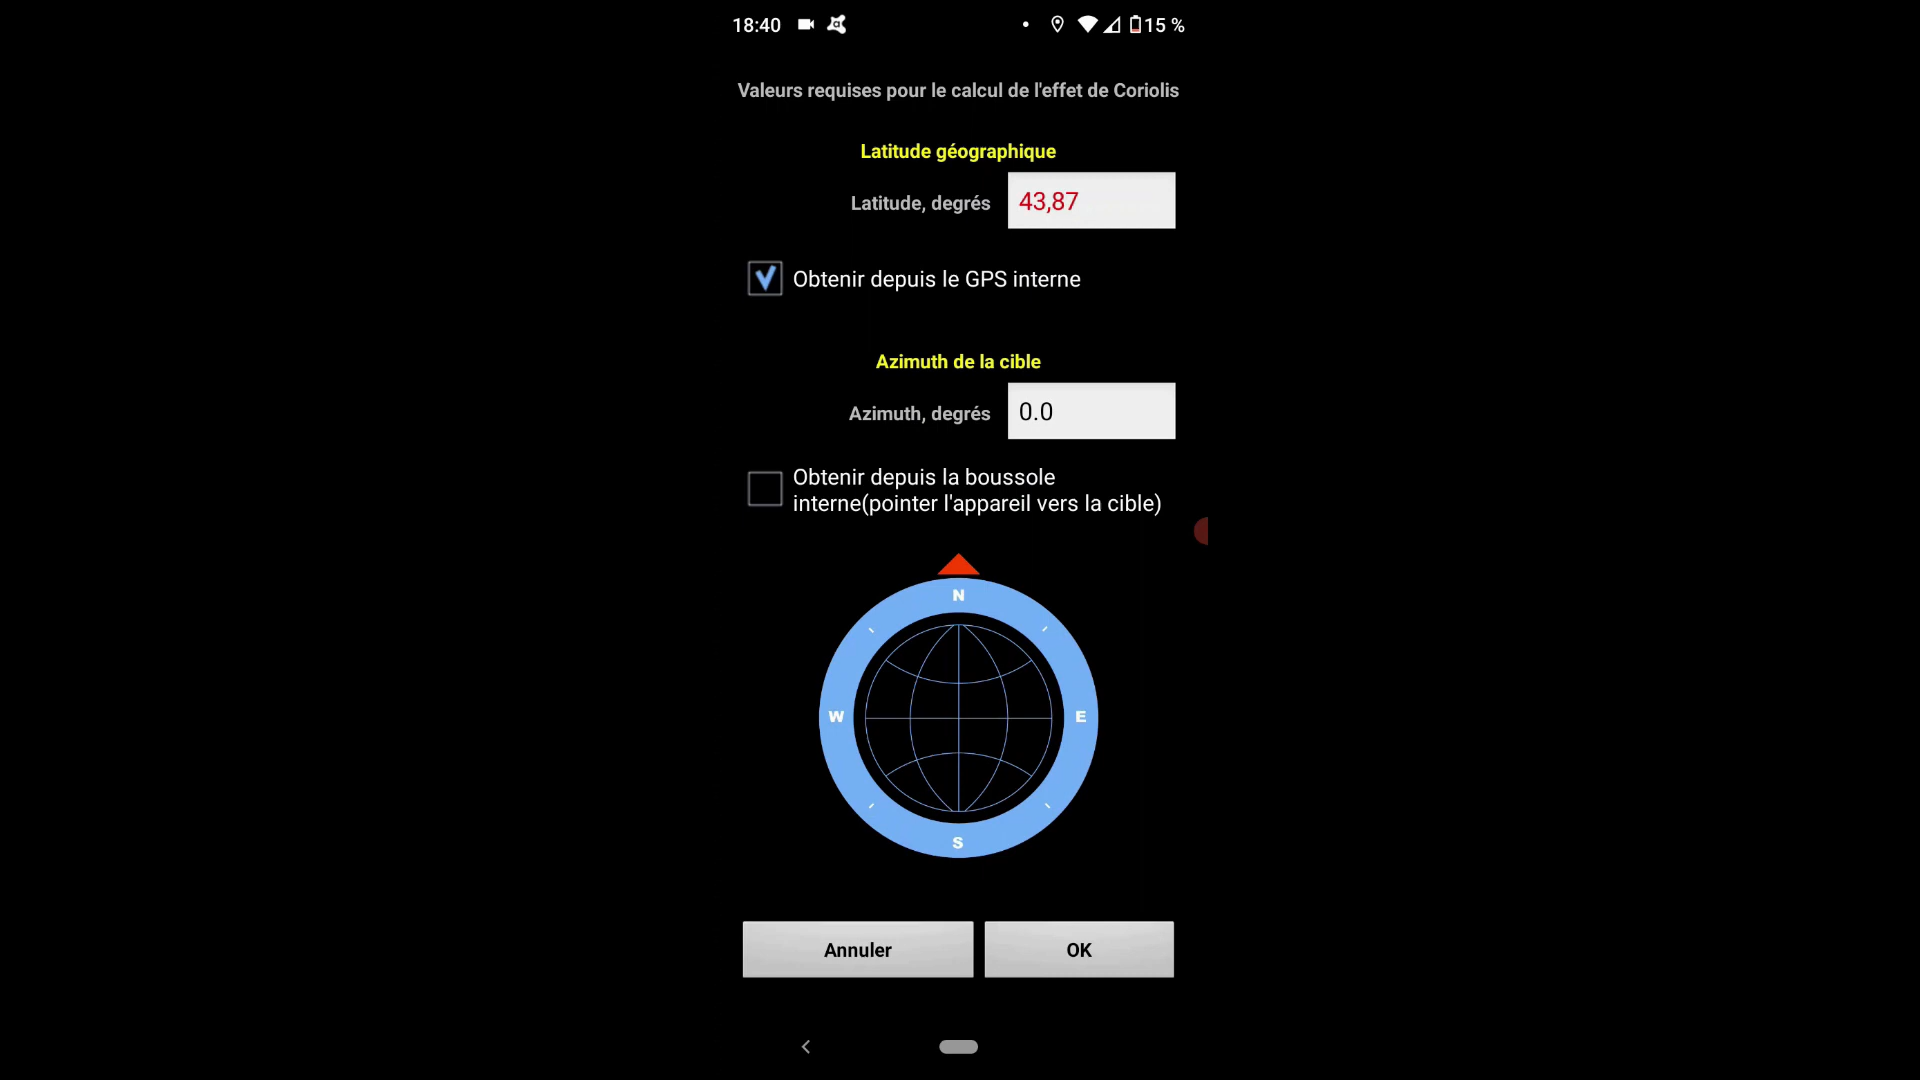 18:40 15 %
Valeurs requises pour le calcul de l'effet de Coriolis
Latitude géographique
Latitude, degrés 43,87
Obtenir depuis le GPS interne
Azimuth de la cible
Azimuth, degrés 0.0
Obtenir depuis la boussole
interne(pointer l'appareil vers la cible)
N
W E
S
Annuler OK